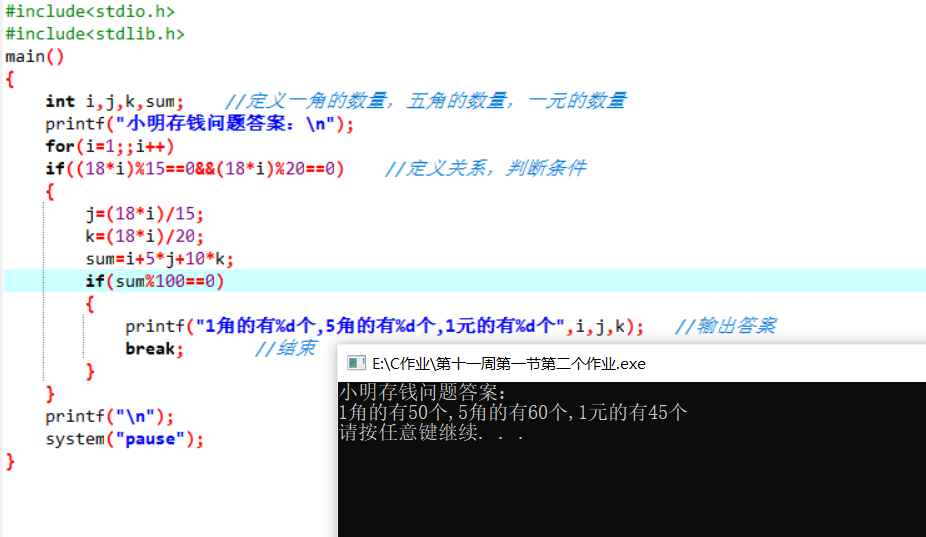 #include<stdio.h>
#include<stdlib.h>
main()
{
int i,j,k,sum; //定义一角的数量，五角的数量，一元的数量
printf("小明存钱问题答案：\n");
for(i=1;;i++)
if((18*i)%15==0&&(18*i)%20==0) //定义关系，判断条件
{
j=(18*i)/15;
k=(18*i)/20;
sum=i+5*j+10*k;
if(sum%100==0)
{
printf("1角的有%d个,5角的有%d个,1元的有%d个",i,j,k); //输出答案
break; //结束
}
}
printf("\n");
system("pause");
}
E:\C作业\第十一周第一节第二个作业.exe
小明存钱问题答案：
1角的有50个,5角的有60个,1元的有45个
请按任意键继续. . .